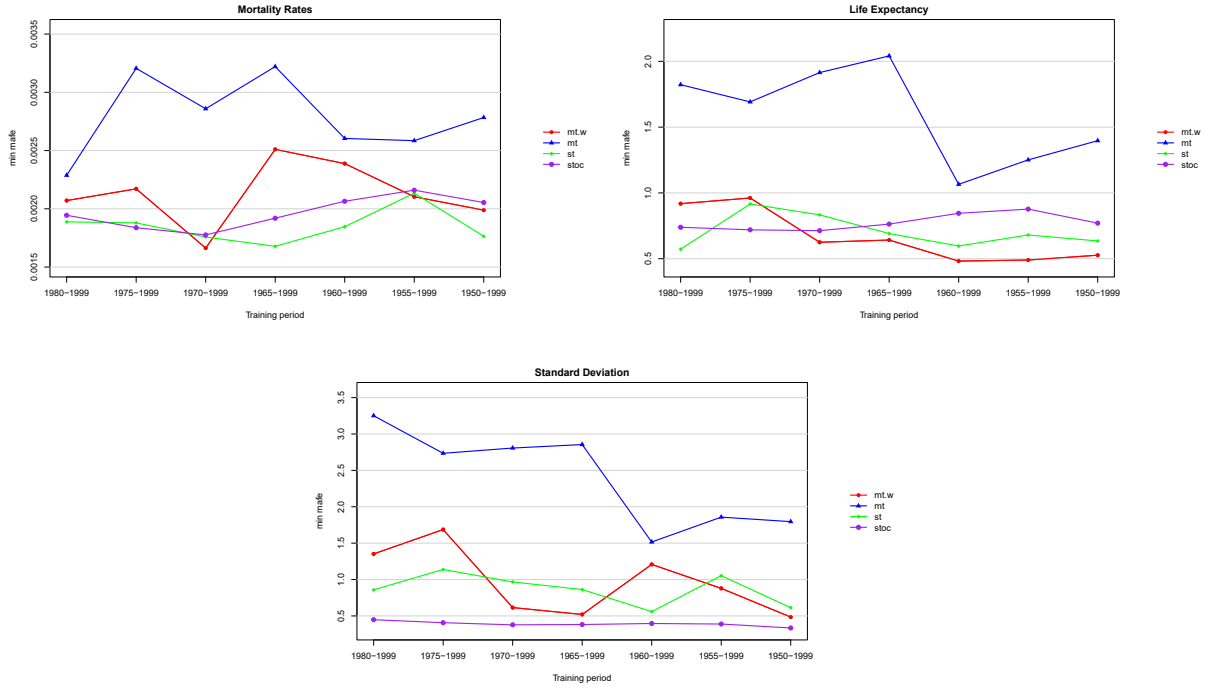 Mortality Rates
min mafe
0.0035
0.0030
0.0025
0.0020
0.0015
1980−1999 1975−1999 1970−1999 1965−1999 1960−1999 1955−1999 1950−1999
Training period
mt.w
mt
st
stoc
Life Expectancy
min mafe
2.0
1.5
1.0
0.5
1980−1999 1975−1999 1970−1999 1965−1999 1960−1999 1955−1999 1950−1999
Training period
mt.w
mt
st
stoc
Standard Deviation
min mafe
3.5
3.0
2.5
2.0
1.5
1.0
0.5
1980−1999 1975−1999 1970−1999 1965−1999 1960−1999 1955−1999 1950−1999
Training period
mt.w
mt
st
stoc